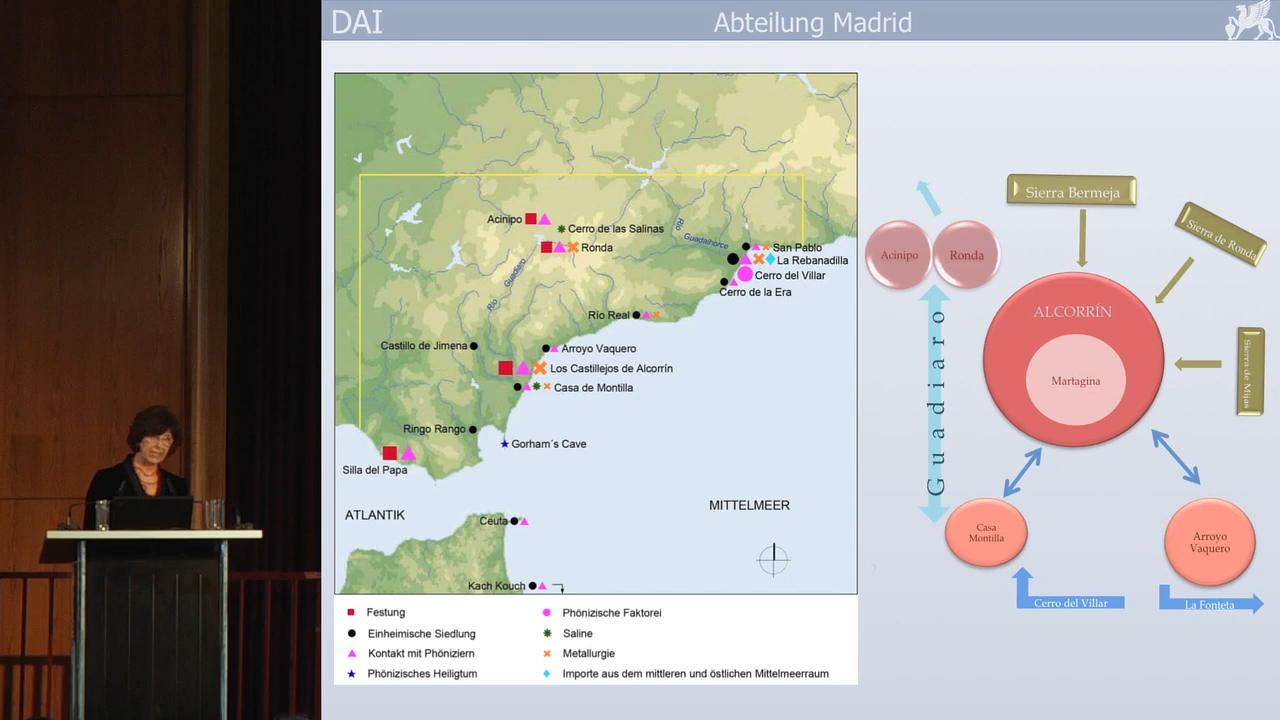 DAI
Abteilung Madrid
Acinipo
Cerro de las Salinas
Ronda
Río
Guadiaro
Río
Guadalhorce
San Pablo
La Rebanadilla
Cerro del Villar
Cerro de la Era
Río Real
Castillo de Jimena
Arroyo Vaquero
Los Castillejos de Alcorrín
Casa de Montilla
Ringo Rango
Gorham´s Cave
Silla del Papa
ATLANTIK
MITTELMEER
Ceuta
Kach Kouch
Festung
Einheimische Siedlung
Kontakt mit Phöniziern
Phönizisches Heiligtum
Phönizische Faktorei
Saline
Metallurgie
Importe aus dem mittleren und östlichen Mittelmeerraum
Sierra Bermeja
Sierra de Ronda
Acinipo
Ronda
ALCORRÍN
Martagina
Sierra de Mijas
Guadiaro
Casa
Montilla
Arroyo
Vaquero
Cerro del Villar
La Fonteta
?